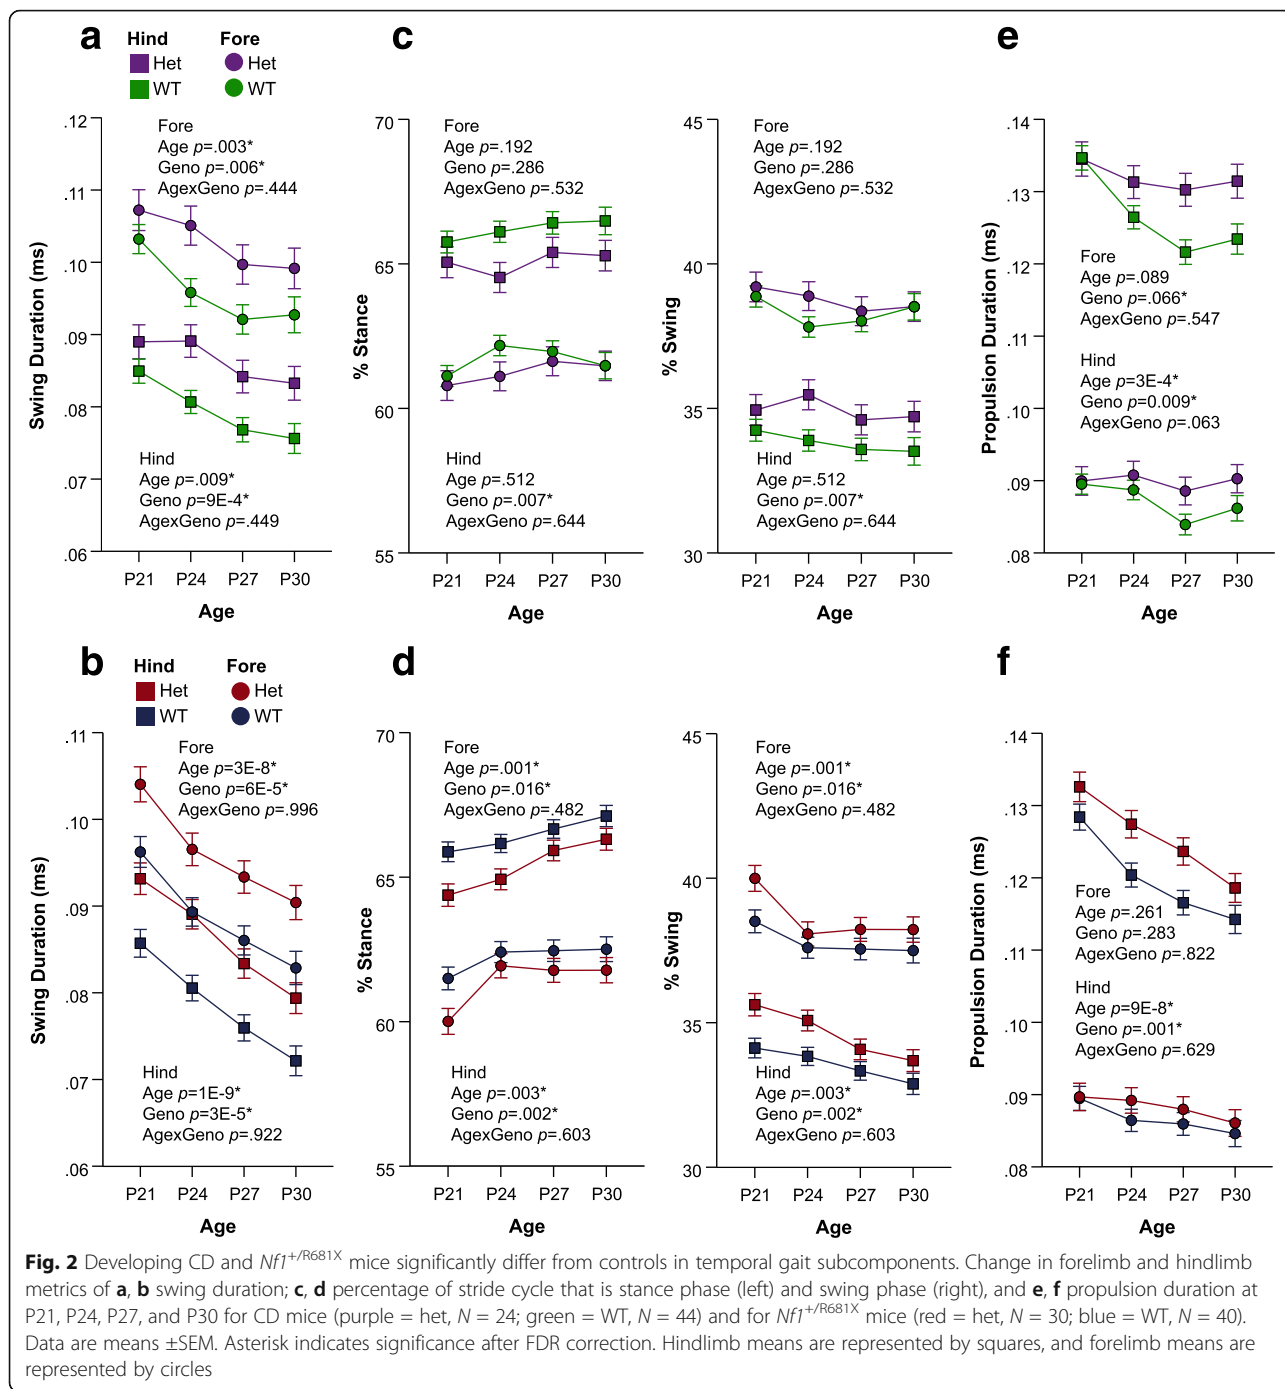 a
Hind Fore
Het Het
WT WT
Swing Duration (ms)
.12
.11
.10
.09
.08
.07
.06
Fore
Age p=.003*
Geno p=.006*
AgexGeno p=.444
Hind
Age p=.009*
Geno p=9E-4*
AgexGeno p=.449
P21 P24 P27 P30
Age
c
% Stance
70
65
60
55
Fore
Age p=.192
Geno p=.286
AgexGeno p=.532
Hind
Age p=.512
Geno p=.007*
AgexGeno p=.644
P21 P24 P27 P30
Age
% Swing
45
40
35
30
Fore
Age p=.192
Geno p=.286
AgexGeno p=.532
Hind
Age p=.512
Geno p=.007*
AgexGeno p=.644
P21 P24 P27 P30
Age
e
Propulsion Duration (ms)
.14
.13
.12
.11
.10
.09
.08
Fore
Age p=.089
Geno p=.066*
AgexGeno p=.547
Hind
Age p=3E-4*
Geno p=0.009*
AgexGeno p=.063
P21 P24 P27 P30
Age
b
Hind Fore
Het Het
WT WT
Swing Duration (ms)
.11
.10
.09
.08
.07
.06
Fore
Age p=3E-8*
Geno p=6E-5*
AgexGeno p=.996
Hind
Age p=1E-9*
Geno p=3E-5*
AgexGeno p=.922
P21 P24 P27 P30
Age
d
% Stance
70
65
60
55
Fore
Age p=.001*
Geno p=.016*
AgexGeno p=.482
Hind
Age p=.003*
Geno p=.002*
AgexGeno p=.603
P21 P24 P27 P30
Age
% Swing
45
40
35
30
Fore
Age p=.001*
Geno p=.016*
AgexGeno p=.482
Hind
Age p=.003*
Geno p=.002*
AgexGeno p=.603
P21 P24 P27 P30
Age
f
Propulsion Duration (ms)
.14
.13
.12
.11
.10
.09
.08
Fore
Age p=.261
Geno p=.283
AgexGeno p=.822
Hind
Age p=9E-8*
Geno p=.001*
AgexGeno p=.629
P21 P24 P27 P30
Age
Fig. 2 Developing CD and Nf1+/R681X mice significantly differ from controls in temporal gait subcomponents. Change in forelimb and hindlimb
metrics of a, b swing duration; c, d percentage of stride cycle that is stance phase (left) and swing phase (right), and e, f propulsion duration at
P21, P24, P27, and P30 for CD mice (purple = het, N = 24; green = WT, N = 44) and for Nf1+/R681X mice (red = het, N = 30; blue = WT, N = 40).
Data are means ±SEM. Asterisk indicates significance after FDR correction. Hindlimb means are represented by squares, and forelimb means are
represented by circles